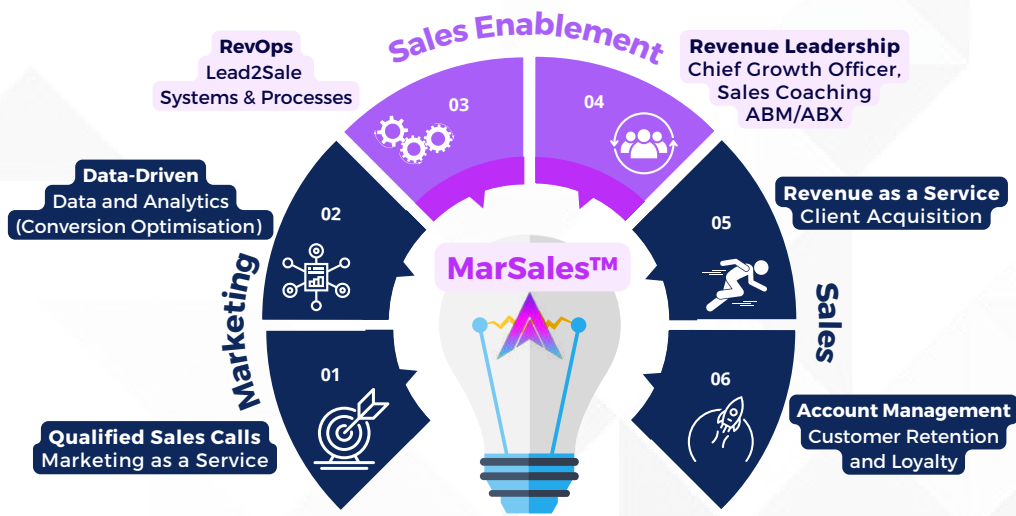 Sales Enablement
RevOps
Lead2Sale
Systems & Processes
03
04
Revenue Leadership
Chief Growth Officer,
Sales Coaching
ABM/ABX
Data-Driven
Data and Analytics
(Conversion Optimisation)
02
05
Revenue as a Service
Client Acquisition
MarSales™
Marketing
Sales
01
06
Qualified Sales Calls
Marketing as a Service
Account Management
Customer Retention
and Loyalty